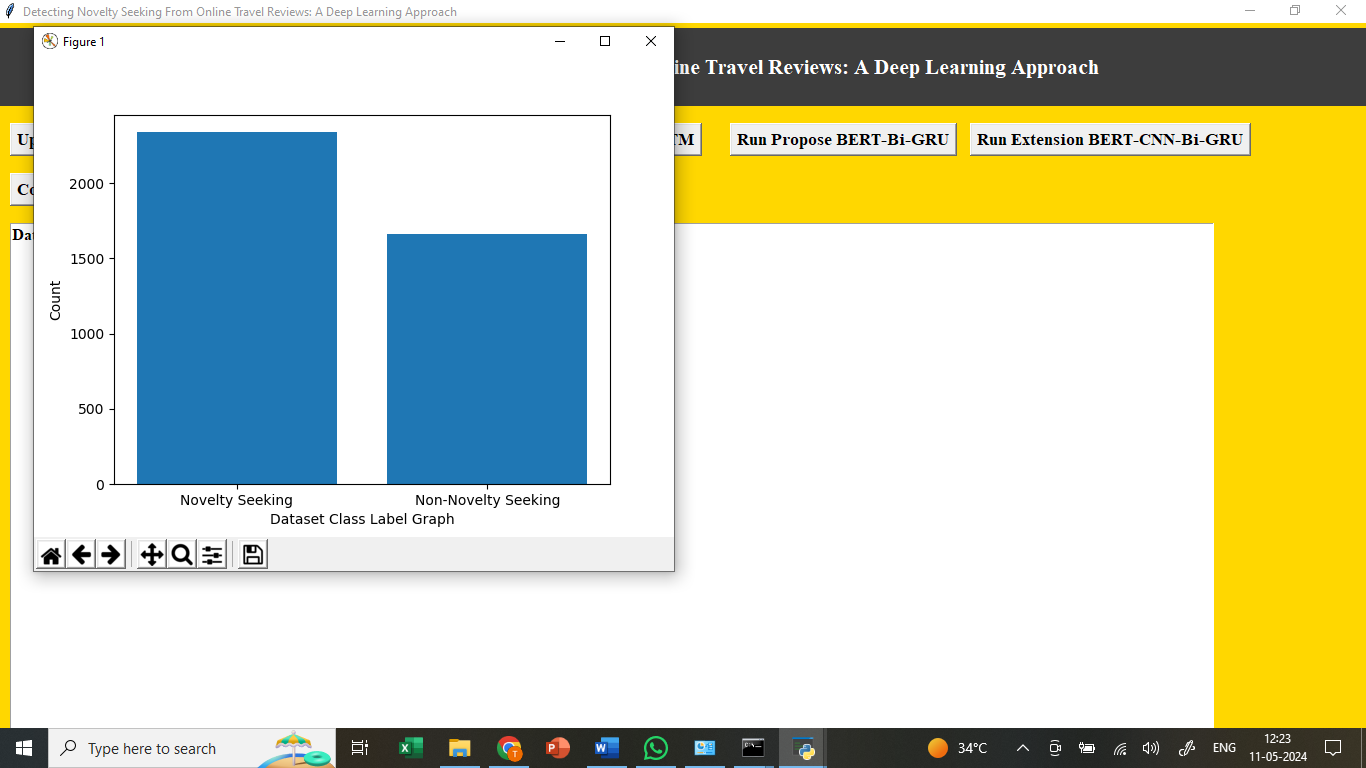 Detecting Novelty Seeking From Online Travel Reviews: A Deep Learning Approach
Figure 1
ine Travel Reviews: A Deep Learning Approach
Up
TM
Run Propose BERT-Bi-GRU
Run Extension BERT-CNN-Bi-GRU
Co
Dat
2000
1500
1000
500
0
Count
Novelty Seeking
Non-Novelty Seeking
Dataset Class Label Graph
Type here to search
34°C
ENG
12:23
11-05-2024